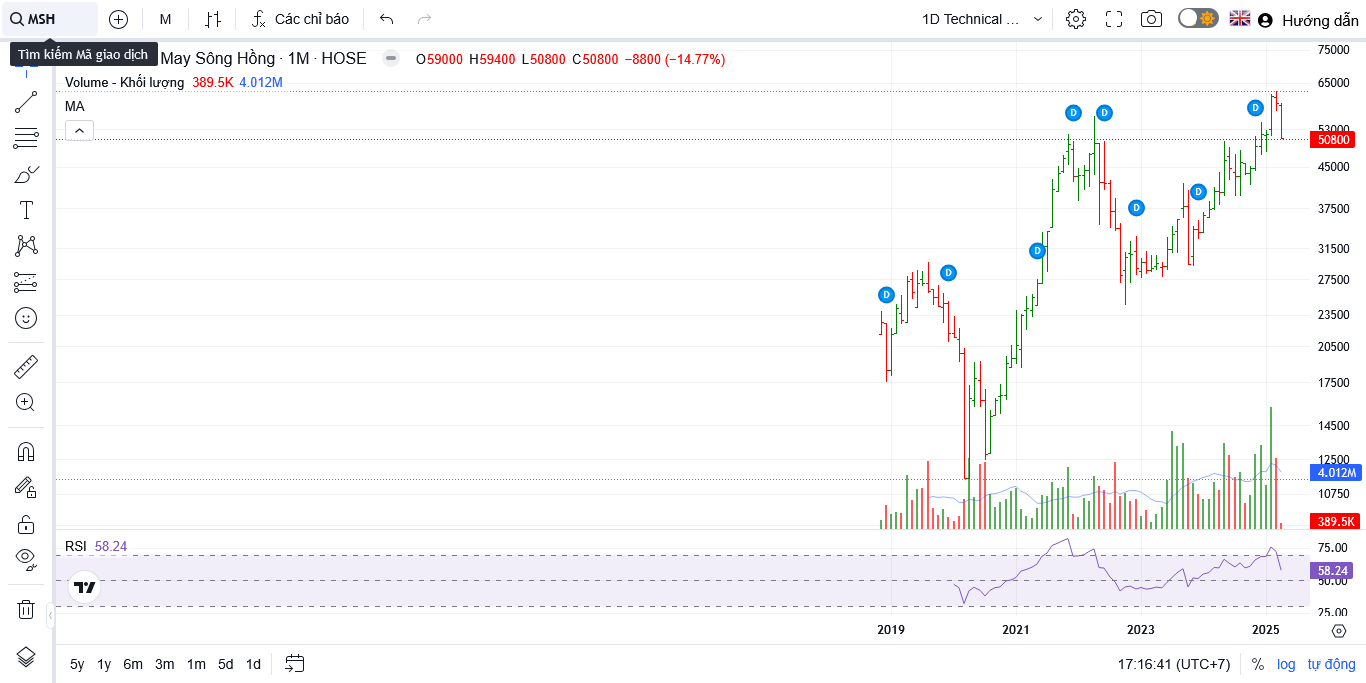 MSH
M
Các chỉ báo
1D Technical ...
Hướng dẫn
Tìm kiếm Mã giao dịch
May Sông Hồng · 1M · HOSE
O59000 H59400 L50800 C50800 −8800 (−14.77%)
Volume - Khối lượng 389.5K 4.012M
MA
75000
65000
53000
50800
45000
37500
31500
27500
23500
20500
17500
14500
12500
4.012M
10750
389.5K
D
D
D
D
D
D
D
D
RSI 58.24
75.00
58.24
50.00
25.00
2019
2021
2023
2025
5y 1y 6m 3m 1m 5d 1d
17:16:41 (UTC+7)
% log tự động